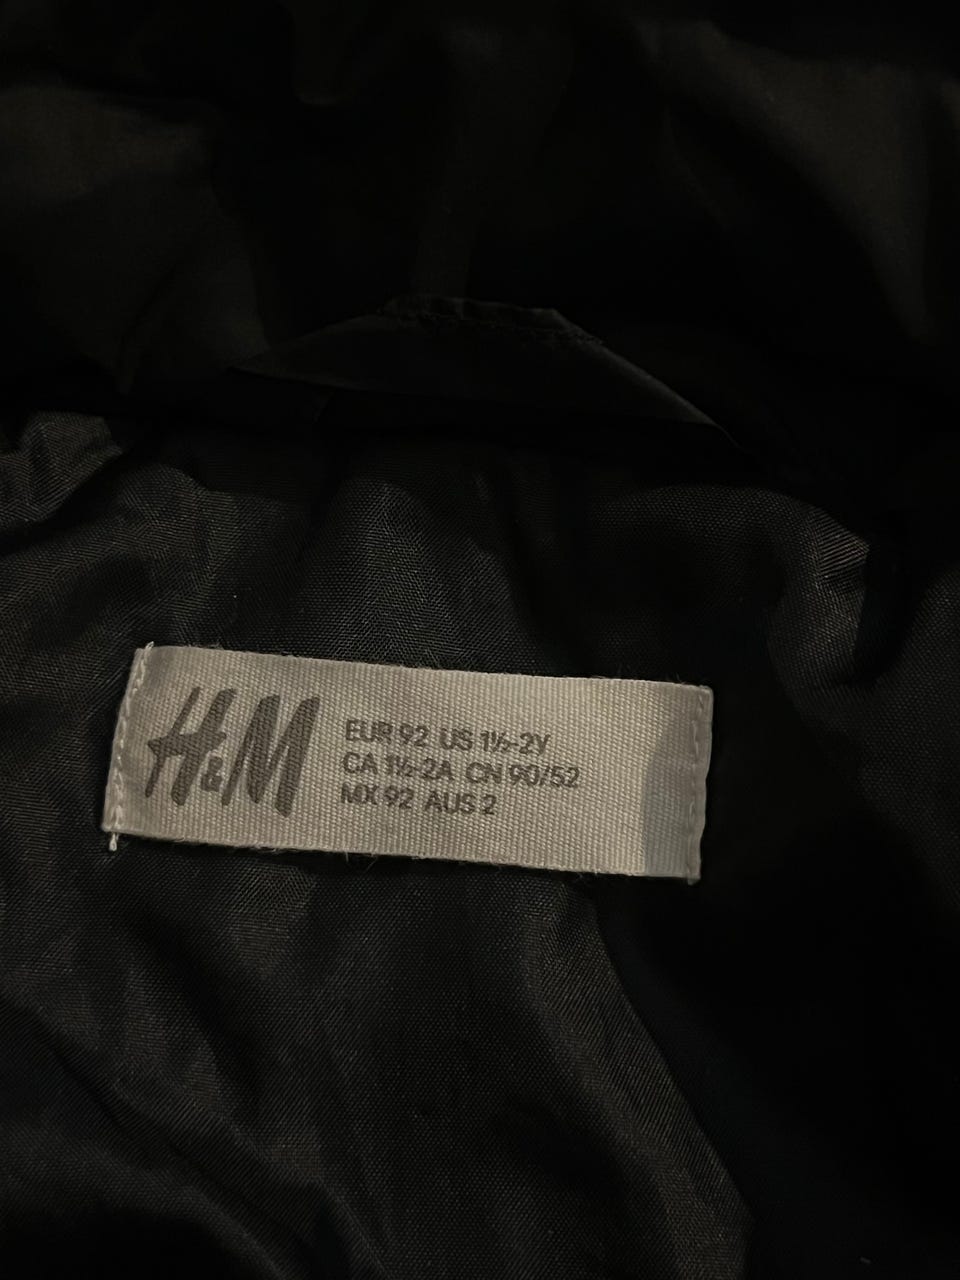 H&M
EUR 92 US 1½-2Y
CA 1½-2A CN 90/52
MX 92 AUS 2